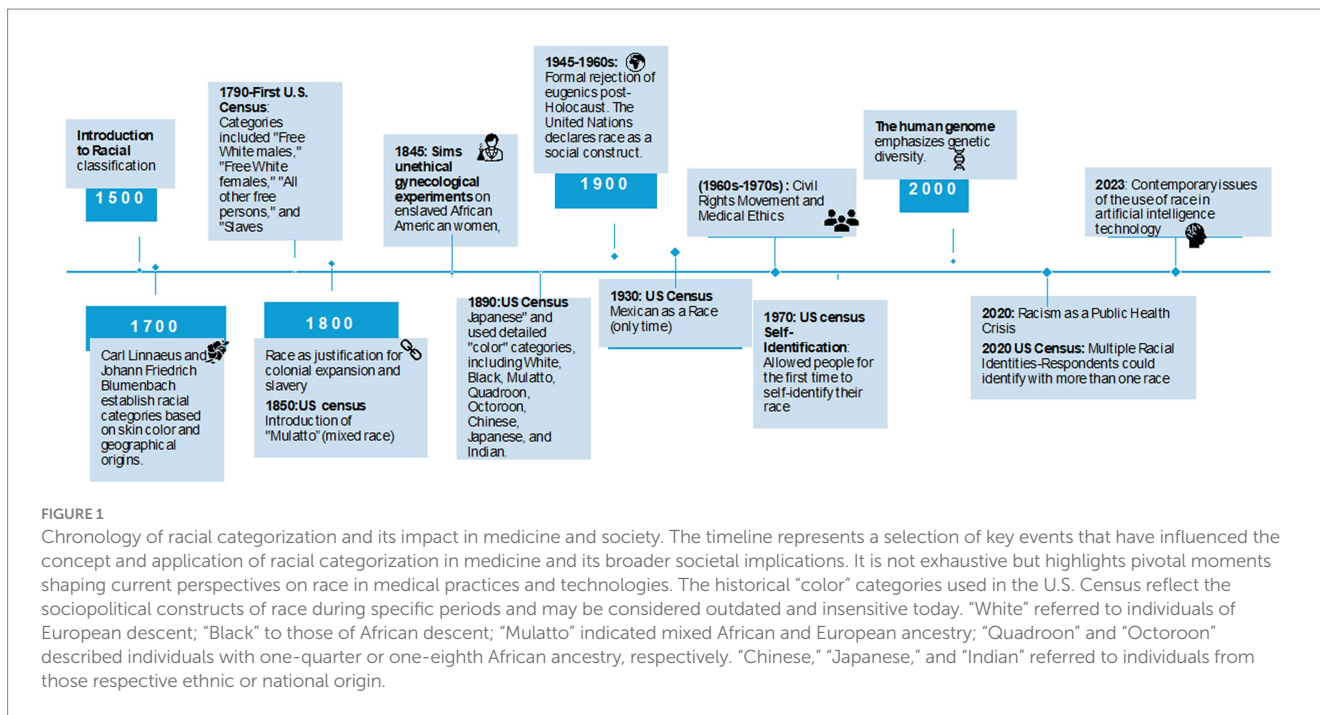 Introduction
to Racial
classification
1500
1790-First U.S.
Census:
Categories
included "Free
White males,"
"Free White
females," "All
other free
persons," and
"Slaves
1845: Sims
unethical
gynecological
experiments on
enslaved African
American women,
1945-1960s:
Formal rejection of
eugenics post-
Holocaust. The
United Nations
declares race as a
social construct.
1900
(1960s-1970s) : Civil
Rights Movement and
Medical Ethics
The human genome
emphasizes genetic
diversity.
2000
2023: Contemporary issues
of the use of race in
artificial intelligence
technology
1700
Carl Linnaeus and
Johann Friedrich
Blumenbach
establish racial
categories based
on skin color and
geographical
origins.
1800
Race as justification for
colonial expansion and
slavery
1850:US census
Introduction of
"Mulatto" (mixed race)
1890:US Census
Japanese" and
used detailed
"color" categories,
including White,
Black, Mulatto,
Quadroon,
Octoroon,
Chinese,
Japanese, and
Indian.
1930: US Census
Mexican as a Race
(only time)
1970: US census
Self-
Identification:
Allowed people for
the first time to
self-identify their
race
2020: Racism as a Public Health
Crisis
2020 US Census: Multiple Racial
Identities-Respondents could
identify with more than one race
FIGURE 1
Chronology of racial categorization and its impact in medicine and society. The timeline represents a selection of key events that have influenced the
concept and application of racial categorization in medicine and its broader societal implications. It is not exhaustive but highlights pivotal moments
shaping current perspectives on race in medical practices and technologies. The historical "color" categories used in the U.S. Census reflect the
sociopolitical constructs of race during specific periods and may be considered outdated and insensitive today. "White" referred to individuals of
European descent; "Black" to those of African descent; "Mulatto" indicated mixed African and European ancestry; "Quadroon" and "Octoroon"
described individuals with one-quarter or one-eighth African ancestry, respectively. "Chinese," "Japanese," and "Indian" referred to individuals from
those respective ethnic or national origin.